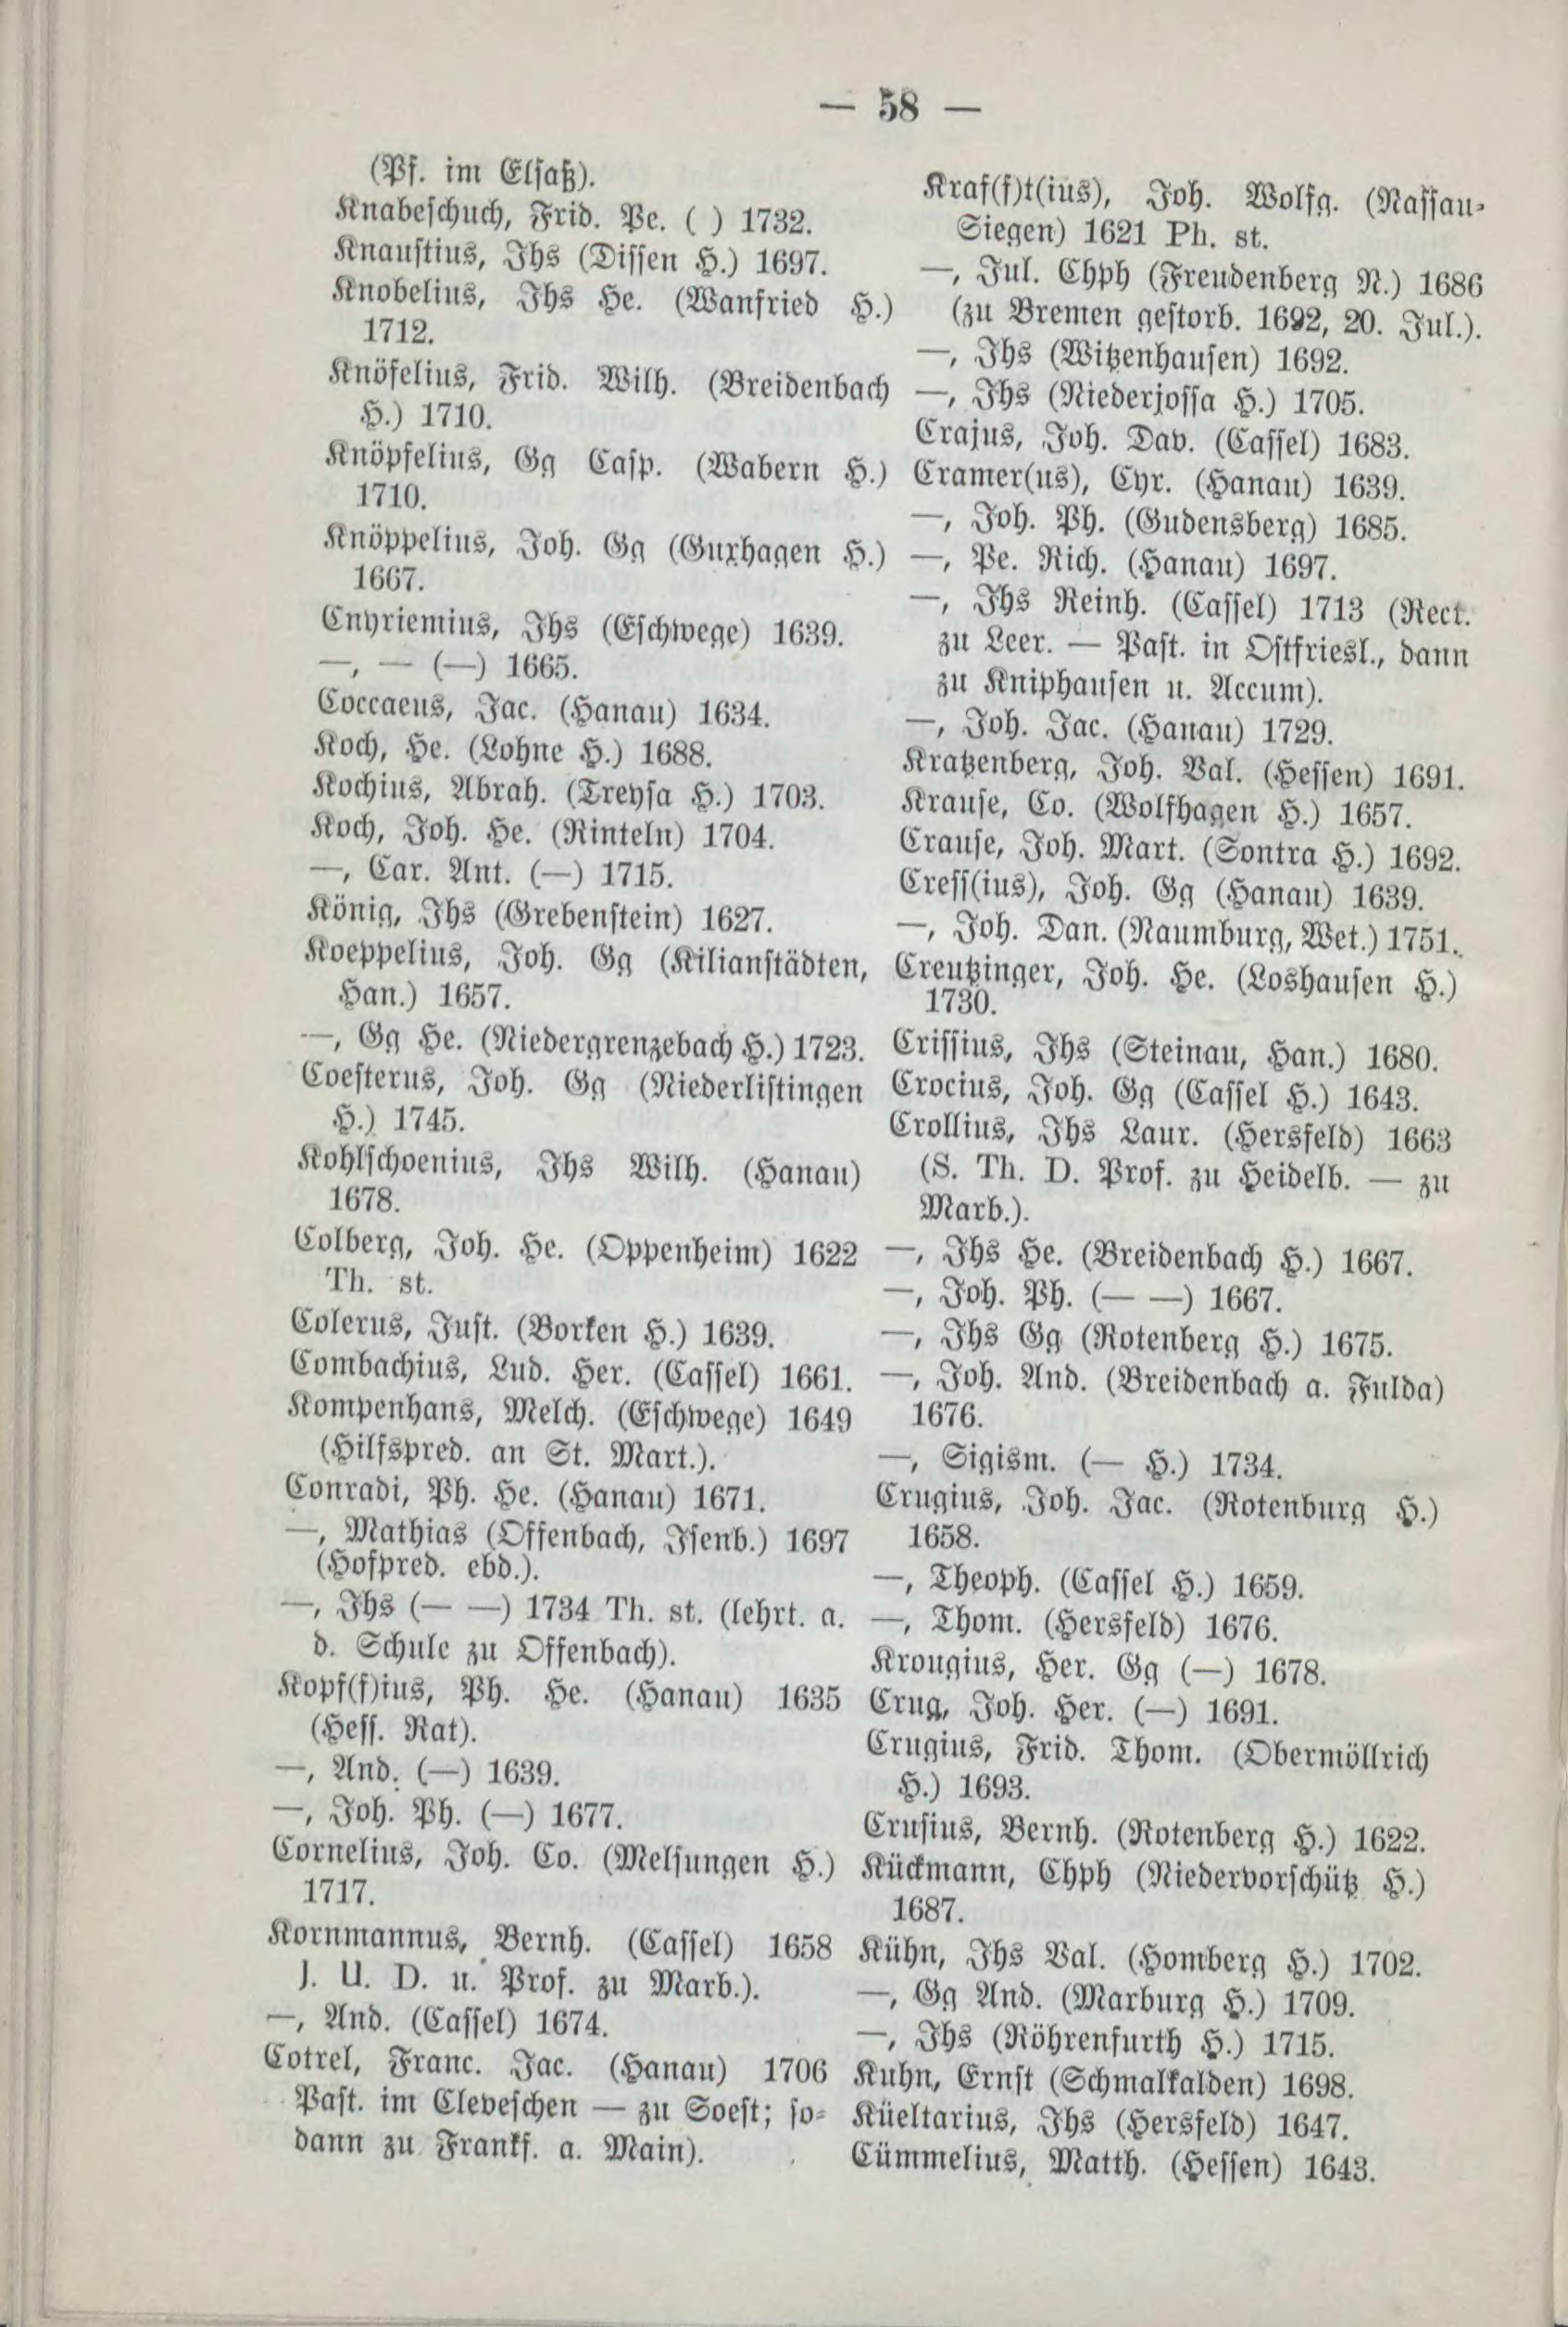 — 58 —
(Pf. im Elsaß).
Knabeschuch, Frid. Pe. ( ) 1732.
Knaustius, Jhs (Dissen H.) 1697.
Knobelius, Jhs He. (Wanfried H.)
1712.
Knöfelius, Frid. Wilh. (Breidenbach
H.) 1710.
Knöpfelius, Gg Casp. (Wabern H.)
1710.
Knöppelius, Joh. Gg (Guxhagen H.)
1667.
Cnyriemius, Jhs (Eschwege) 1639.
—, — (—) 1665.
Coccaeus, Jac. (Hanau) 1634.
Koch, He. (Lohne H.) 1688.
Kochius, Abrah. (Treysa H.) 1703.
Koch, Joh. He. (Rinteln) 1704.
—, Car. Ant. (—) 1715.
König, Jhs (Grebenstein) 1627.
Koeppelius, Joh. Gg (Kilianstädten,
Han.) 1657.
—, Gg He. (Niedergrenzebach H.) 1723.
Coesterus, Joh. Gg (Niederlistingen
H.) 1745.
Kohlschoenius, Jhs Wilh. (Hanau)
1678.
Colberg, Joh. He. (Oppenheim) 1622
Th. st.
Colerus, Just. (Borken H.) 1639.
Combachius, Lud. Her. (Cassel) 1661.
Kompenhans, Melch. (Eschwege) 1649
(Hilfspred. an St. Mart.).
Conradi, Ph. He. (Hanau) 1671.
—, Mathias (Offenbach, Isenb.) 1697
(Hofpred. ebd.).
—, Jhs (— —) 1734 Th. st. (lehrt. a.
d. Schule zu Offenbach).
Kopf(f)ius, Ph. He. (Hanau) 1635
(Hess. Rat).
—, And. (—) 1639.
—, Joh. Ph. (—) 1677.
Cornelius, Joh. Co. (Melsungen H.)
1717.
Kornmannus, Bernh. (Cassel) 1658
J. U. D. u. Prof. zu Marb.).
—, And. (Cassel) 1674.
Cotrel, Franc. Jac. (Hanau) 1706
Past. im Cleveschen — zu Soest; so-
dann zu Frankf. a. Main).
Kraf(f)t(ius), Joh. Wolfg. (Nassau-
Siegen) 1621 Ph. st.
—, Jul. Chph (Freudenberg N.) 1686
(zu Bremen gestorb. 1692, 20. Jul.).
—, Jhs (Witzenhausen) 1692.
—, Jhs (Niederjossa H.) 1705.
Crajus, Joh. Dav. (Cassel) 1683.
Cramer(us), Cyr. (Hanau) 1639.
—, Joh. Ph. (Gudensberg) 1685.
—, Pe. Rich. (Hanau) 1697.
—, Jhs Reinh. (Cassel) 1713 (Rect.
zu Leer. — Past. in Ostfriesl., dann
zu Kniphausen u. Accum).
—, Joh. Jac. (Hanau) 1729.
Kratzenberg, Joh. Val. (Hessen) 1691.
Krause, Co. (Wolfhagen H.) 1657.
Crause, Joh. Mart. (Sontra H.) 1692.
Cress(ius), Joh. Gg (Hanau) 1639.
—, Joh. Dan. (Naumburg, Wet.) 1751.
Creutzinger, Joh. He. (Loshausen H.)
1730.
Crissius, Jhs (Steinau, Han.) 1680.
Crocius, Joh. Gg (Cassel H.) 1643.
Crollius, Jhs Laur. (Hersfeld) 1663
(S. Th. D. Prof. zu Heidelb. — zu
Marb.).
—, Jhs He. (Breidenbach H.) 1667.
—, Joh. Ph. (— —) 1667.
—, Jhs Gg (Rotenberg H.) 1675.
—, Joh. And. (Breidenbach a. Fulda)
1676.
—, Sigism. (— H.) 1734.
Crugius, Joh. Jac. (Rotenburg H.)
1658.
—, Theoph. (Cassel H.) 1659.
—, Thom. (Hersfeld) 1676.
Krougius, Her. Gg (—) 1678.
Crug, Joh. Her. (—) 1691.
Crugius, Frid. Thom. (Obermöllrich
H.) 1693.
Crusius, Bernh. (Rotenberg H.) 1622.
Kückmann, Chph (Niedervorschütz H.)
1687.
Kühn, Jhs Val. (Homberg H.) 1702.
—, Gg And. (Marburg H.) 1709.
—, Jhs (Röhrenfurth H.) 1715.
Kuhn, Ernst (Schmalkalden) 1698.
Küeltarius, Jhs (Hersfeld) 1647.
Cümmelius, Matth. (Hessen) 1643.